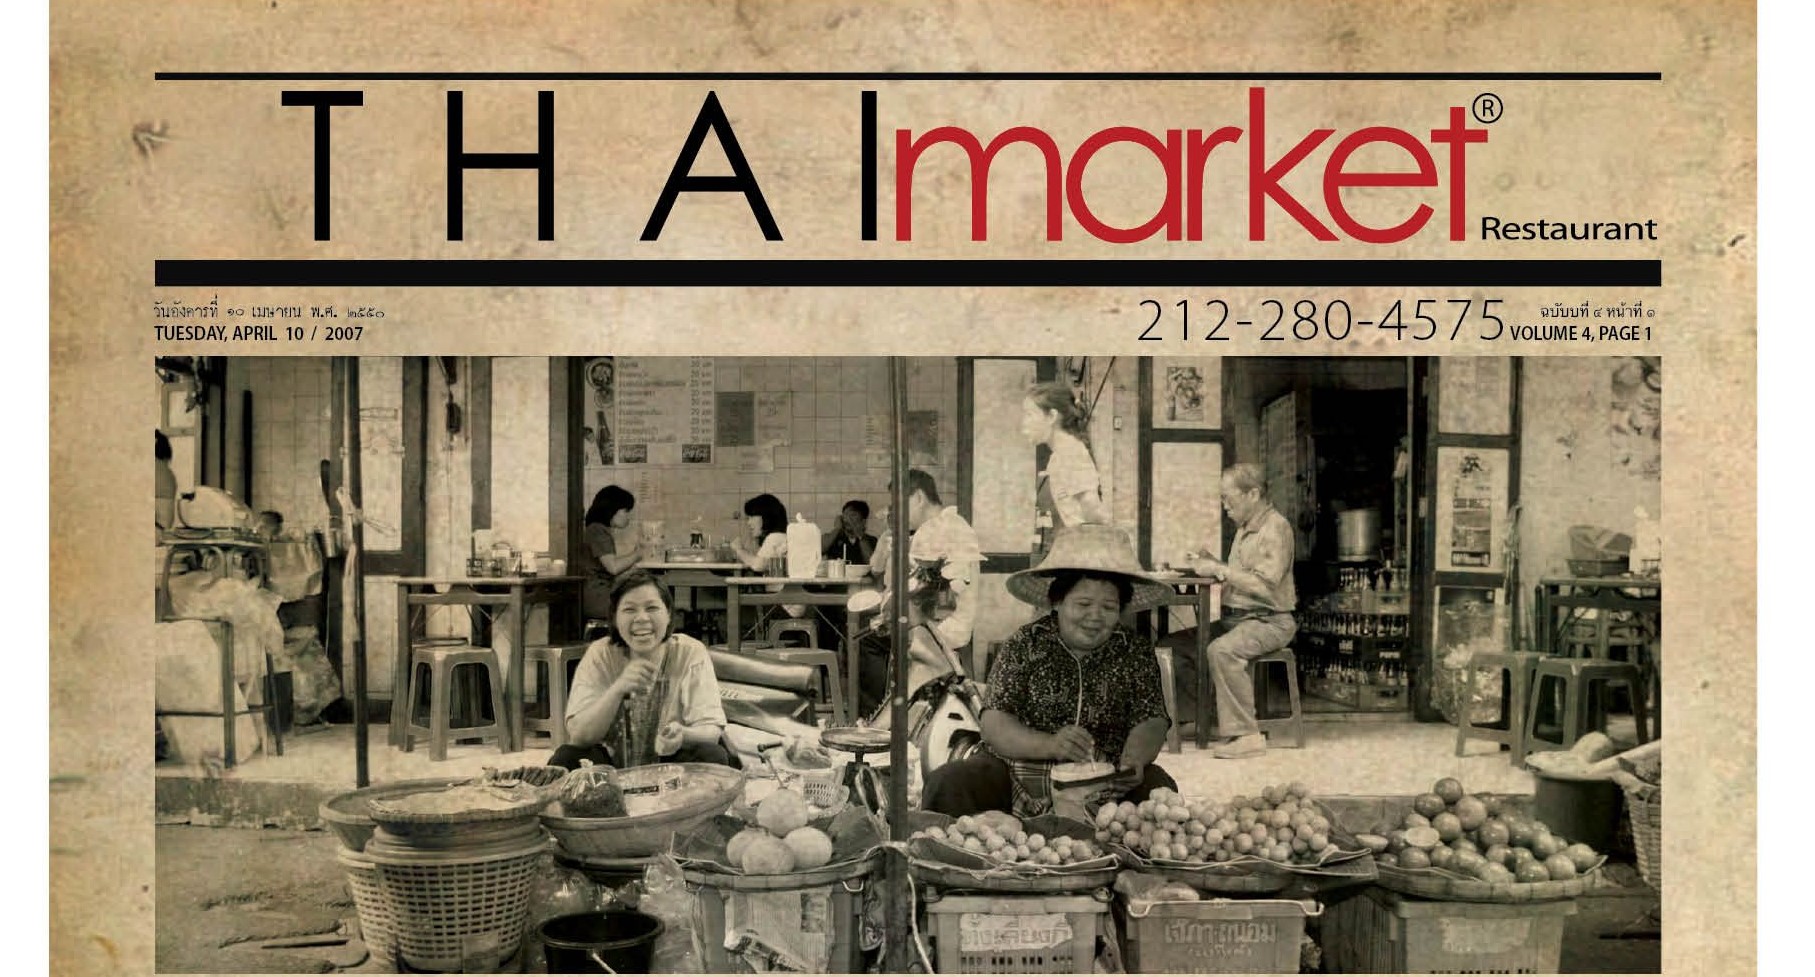 THAImarket®
Restaurant
วันอังคารที่ ๑๐ เมษายน พ.ศ. ๒๕๕๐
TUESDAY, APRIL 10 / 2007
212-280-4575
ฉบับบที่ ๔ หน้าที่ ๑
VOLUME 4, PAGE 1